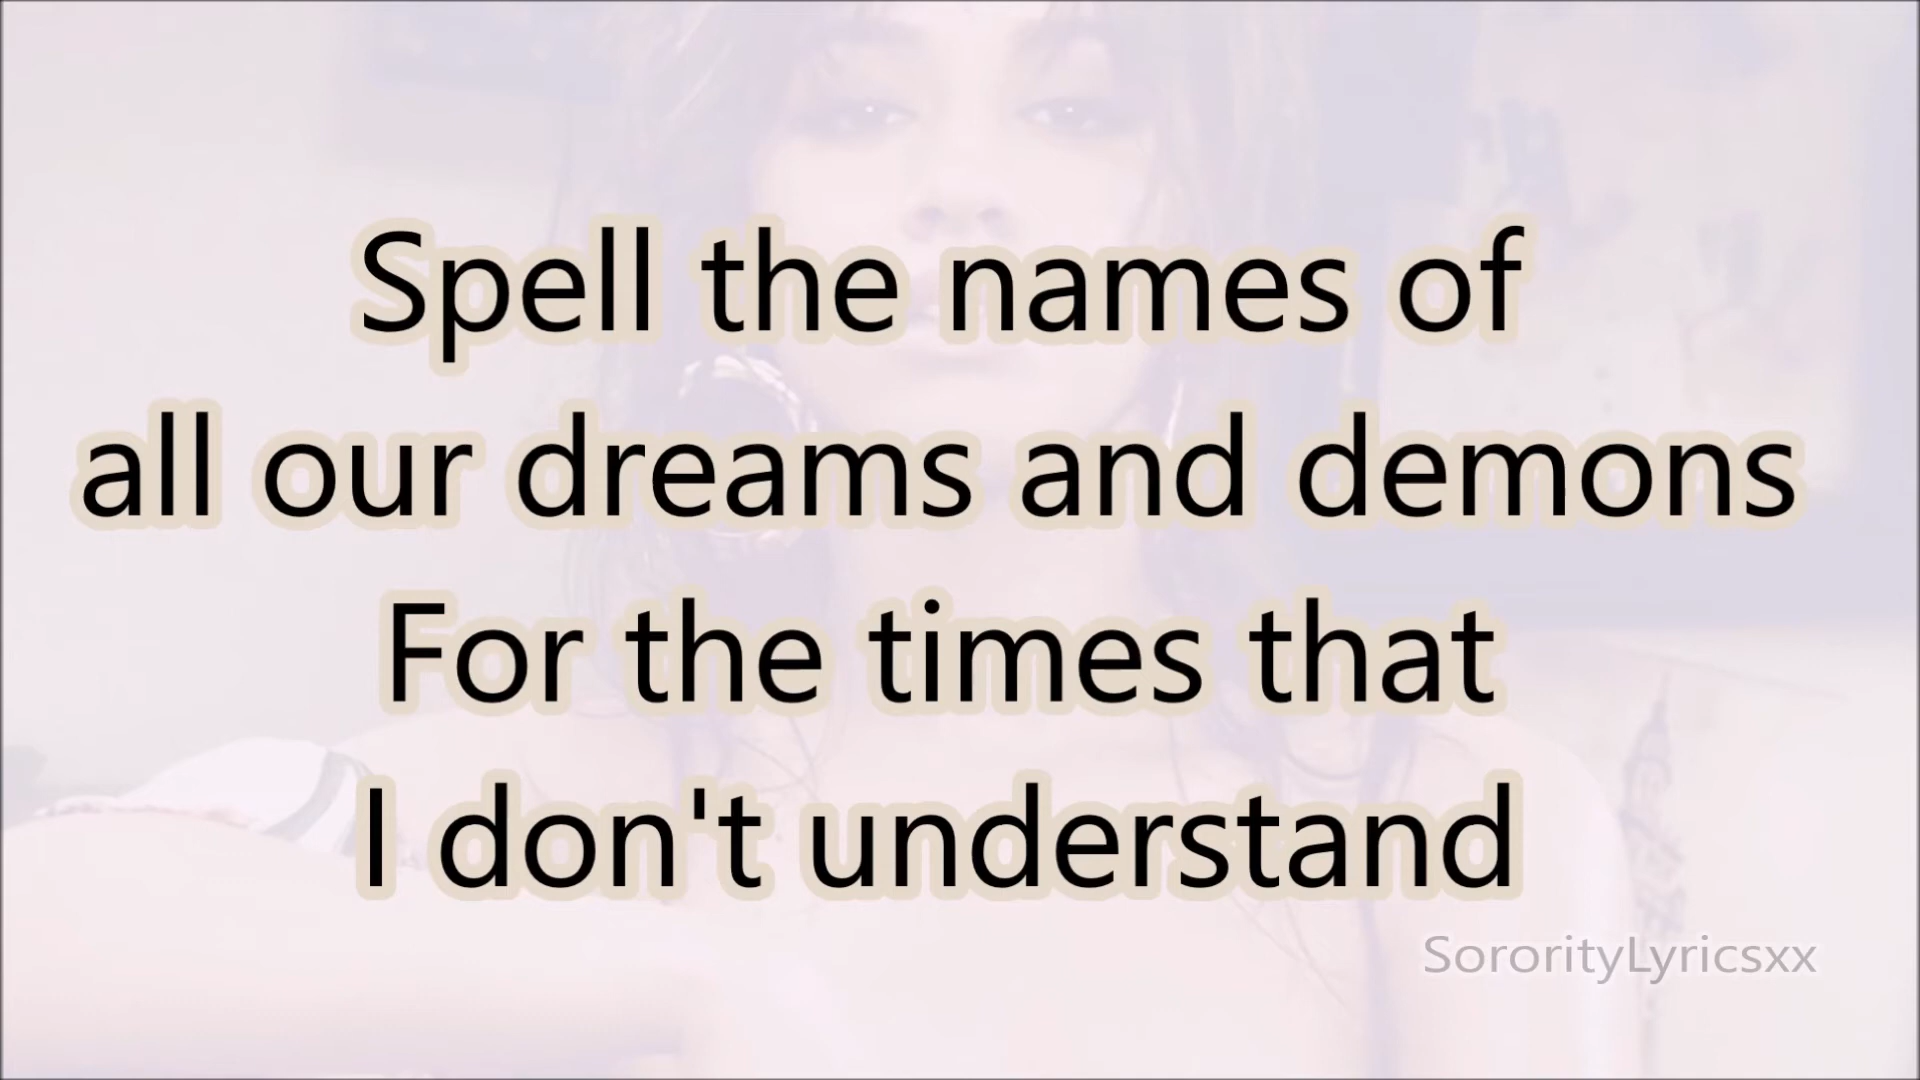 Spell the names of
all our dreams and demons
For the times that
I don't understand
SororityLyricsxx